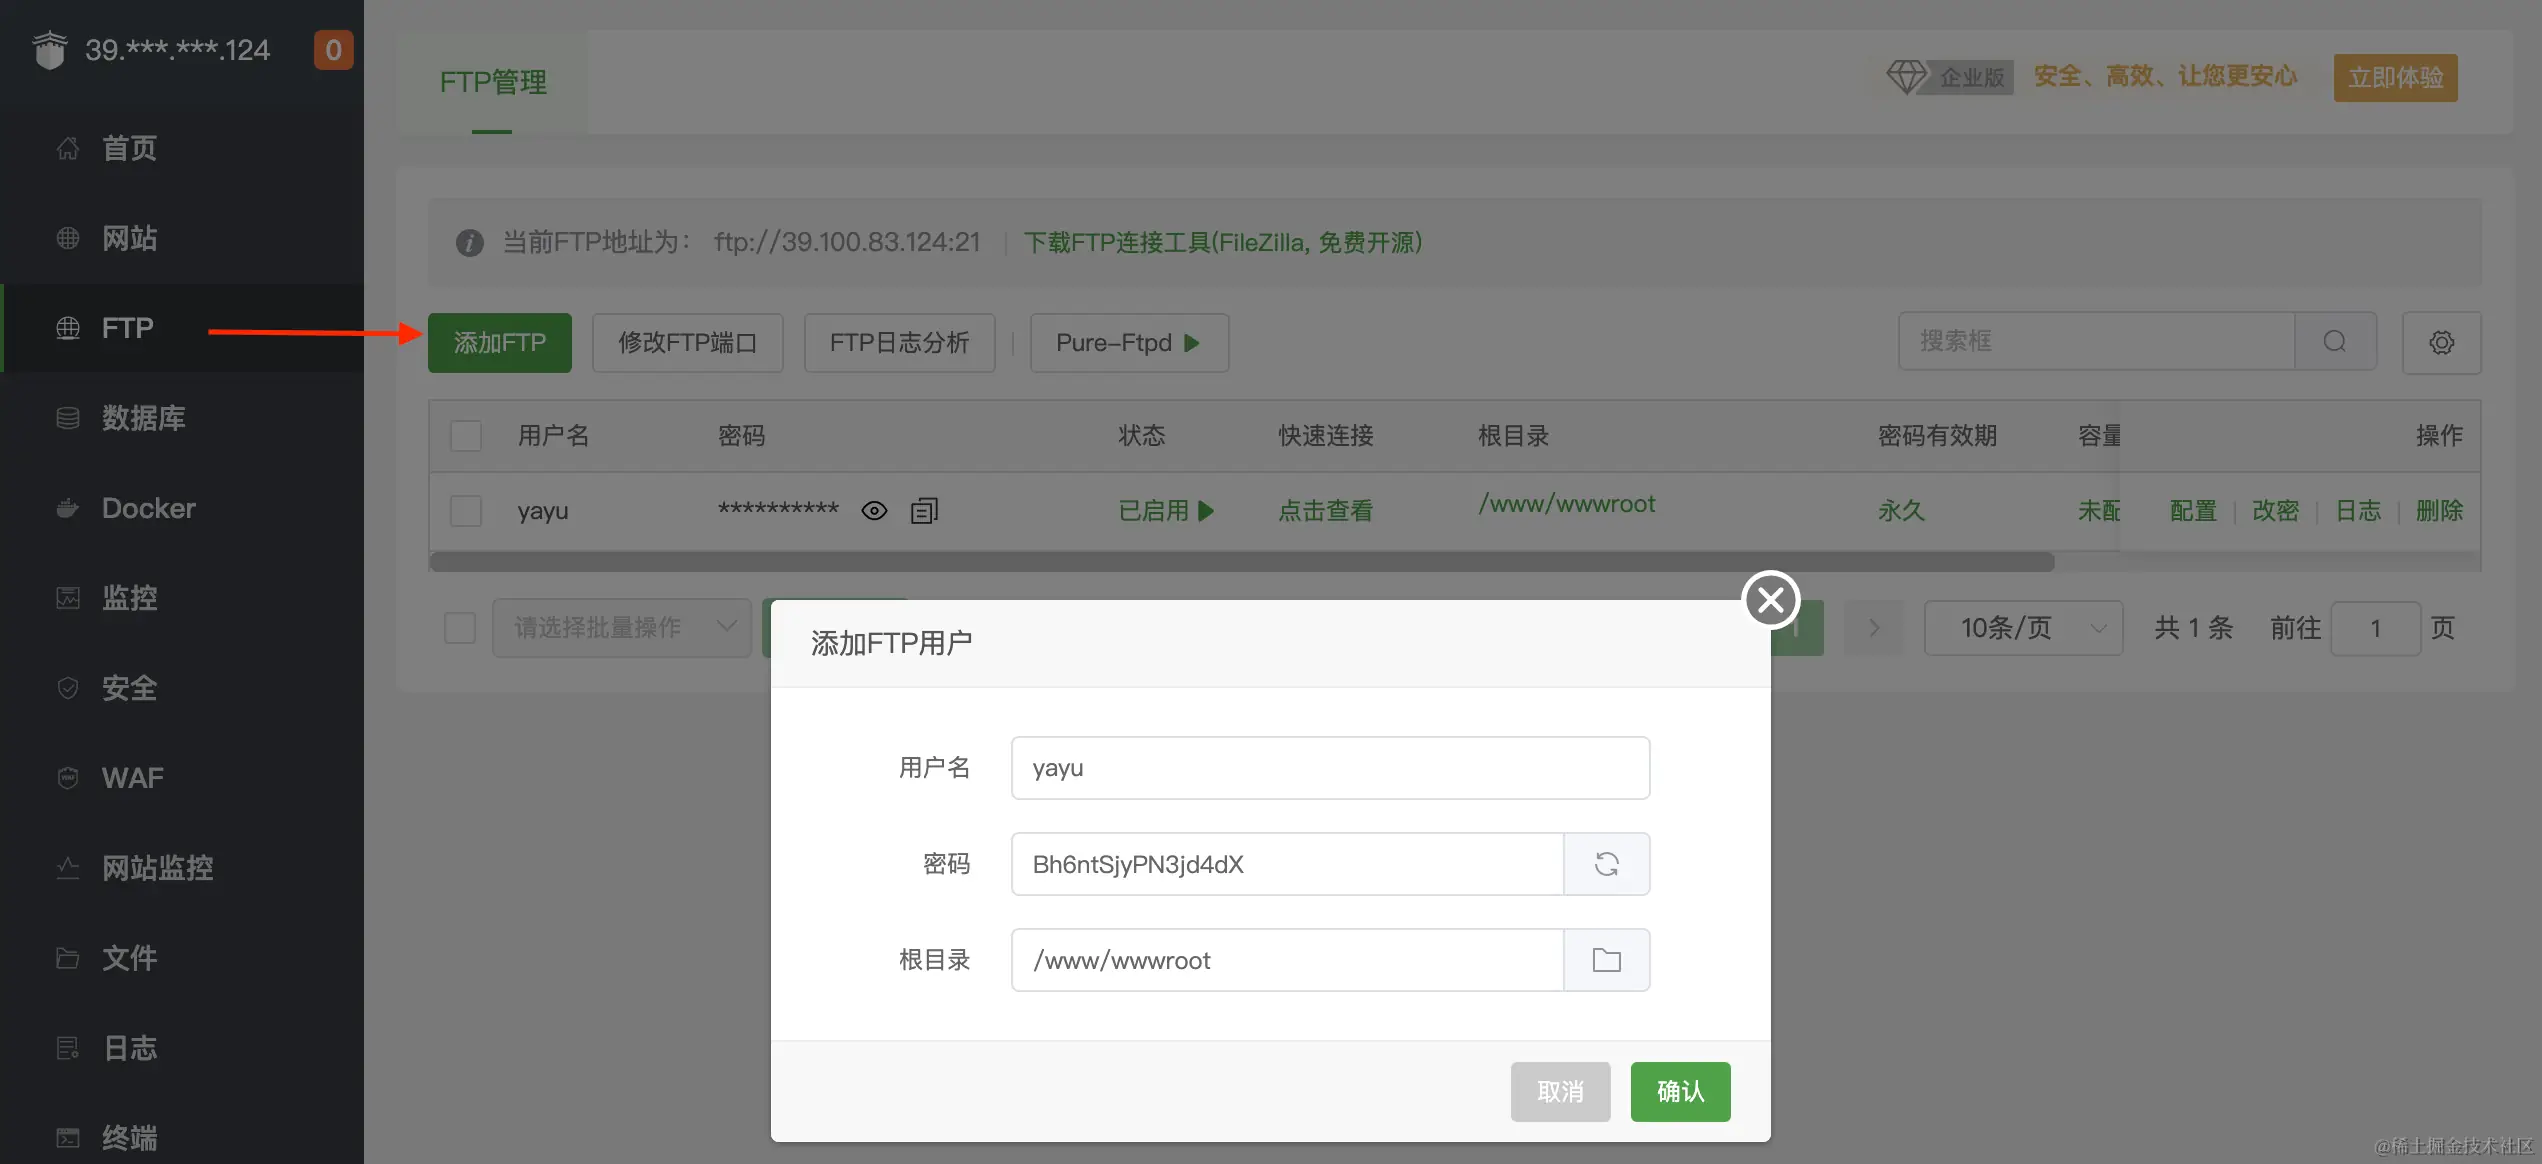 39.***.***.124 0
首页
网站
FTP
数据库
Docker
监控
安全
WAF
网站监控
文件
日志
终端
FTP管理
企业版 安全、高效、让您更安心 立即体验
当前FTP地址为： ftp://39.100.83.124:21 下载FTP连接工具(FileZilla, 免费开源)
添加FTP 修改FTP端口 FTP日志分析 Pure-Ftpd 搜索框
用户名 密码 状态 快速连接 根目录 密码有效期 容量 操作
yayu ********** 已启用 点击查看 /www/wwwroot 永久 未配 配置 改密 日志 删除
请选择批量操作 1 10条/页 共 1 条 前往 1 页
添加FTP用户
用户名 yayu
密码 Bh6ntSjyPN3jd4dX
根目录 /www/wwwroot
取消 确认
@稀土掘金技术社区